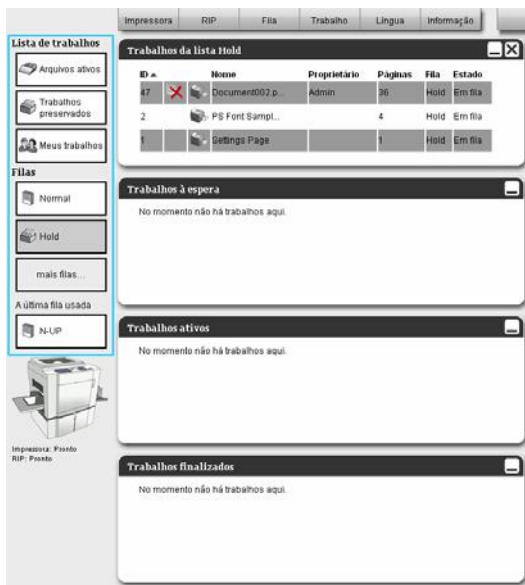 Impressora RIP Fila Trabalho Língua Informação
Lista de trabalhos
Arquivos ativos
Trabalhos
preservados
Meus trabalhos
Filas
Normal
Hold
mais filas...
A última fila usada
N-UP
Impressora: Pronto
RIP: Pronto
Trabalhos da lista Hold
ID Nome Proprietário Páginas Fila Estado
47 Document002.p... Admin 36 Hold Em fila
2 PS Font Sampl... 4 Hold Em fila
1 Settings Page 1 Hold Em fila
Trabalhos à espera
No momento não há trabalhos aqui.
Trabalhos ativos
No momento não há trabalhos aqui.
Trabalhos finalizados
No momento não há trabalhos aqui.